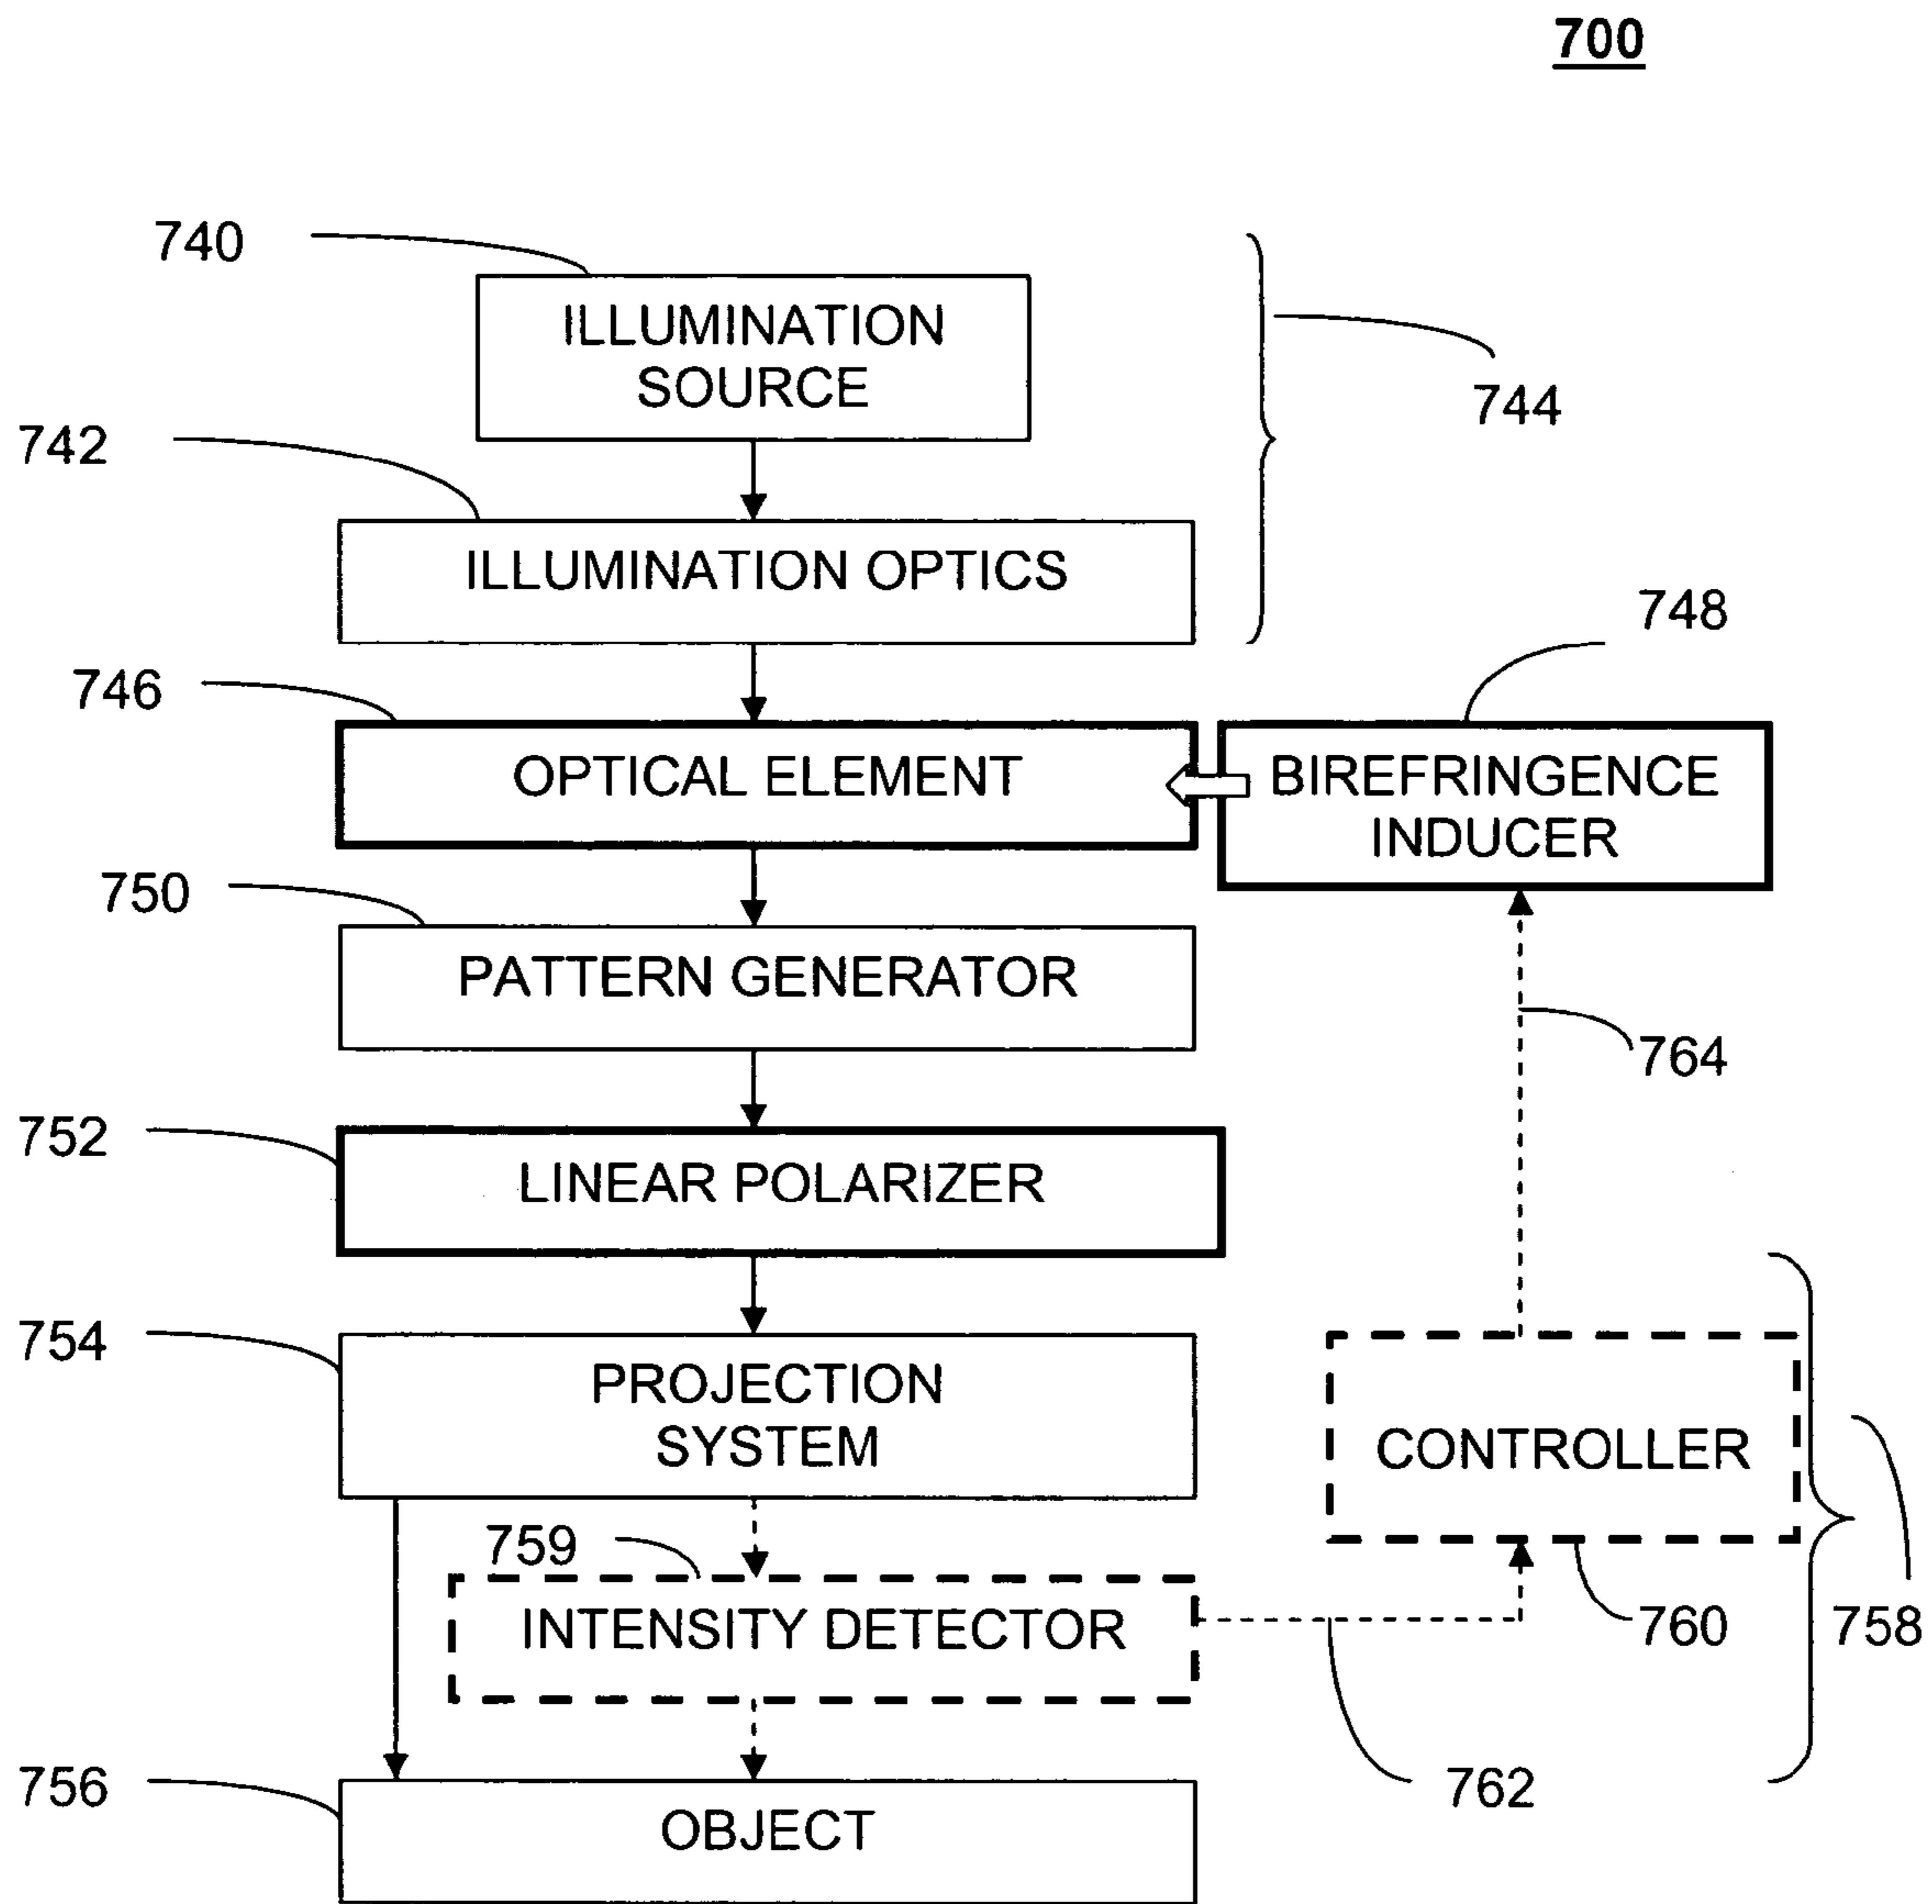 700
740
ILLUMINATION
SOURCE
744
742
ILLUMINATION OPTICS
748
746
OPTICAL ELEMENT
BIREFRINGENCE
INDUCER
750
PATTERN GENERATOR
764
752
LINEAR POLARIZER
754
PROJECTION
SYSTEM
CONTROLLER
759
INTENSITY DETECTOR
760
758
762
756
OBJECT